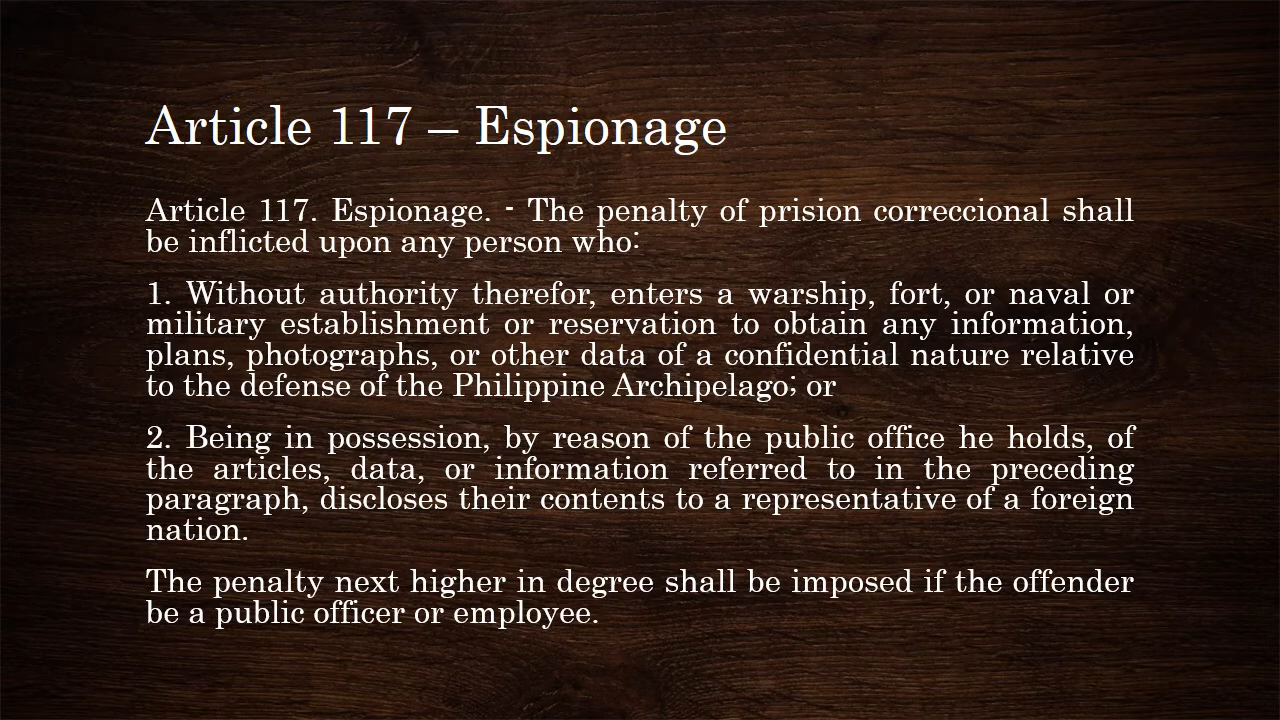 Article 117 – Espionage
Article 117. Espionage. - The penalty of prision correccional shall
be inflicted upon any person who:
1. Without authority therefor, enters a warship, fort, or naval or
military establishment or reservation to obtain any information,
plans, photographs, or other data of a confidential nature relative
to the defense of the Philippine Archipelago; or
2. Being in possession, by reason of the public office he holds, of
the articles, data, or information referred to in the preceding
paragraph, discloses their contents to a representative of a foreign
nation.
The penalty next higher in degree shall be imposed if the offender
be a public officer or employee.